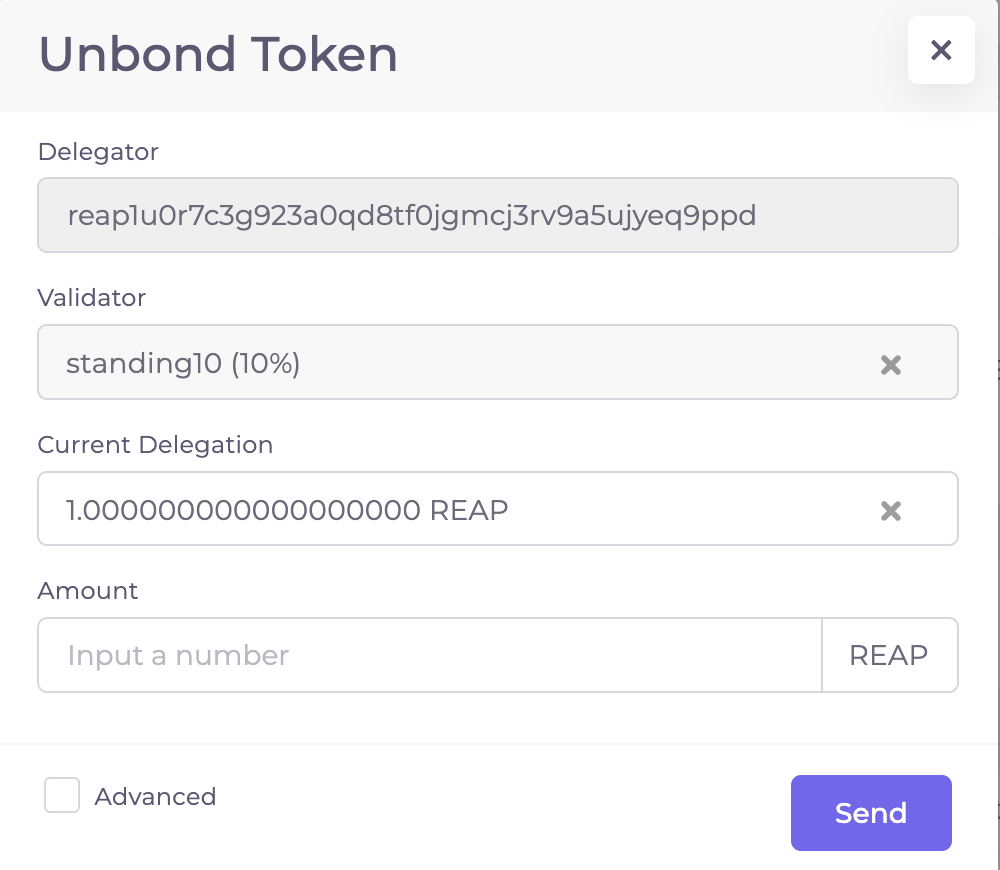 Unbond Token
Delegator
reap1u0r7c3g923a0qd8tf0jgmcj3rv9a5ujyeq9ppd
Validator
standing10 (10%)
Current Delegation
1.000000000000000000 REAP
Amount
Input a number
REAP
Advanced
Send